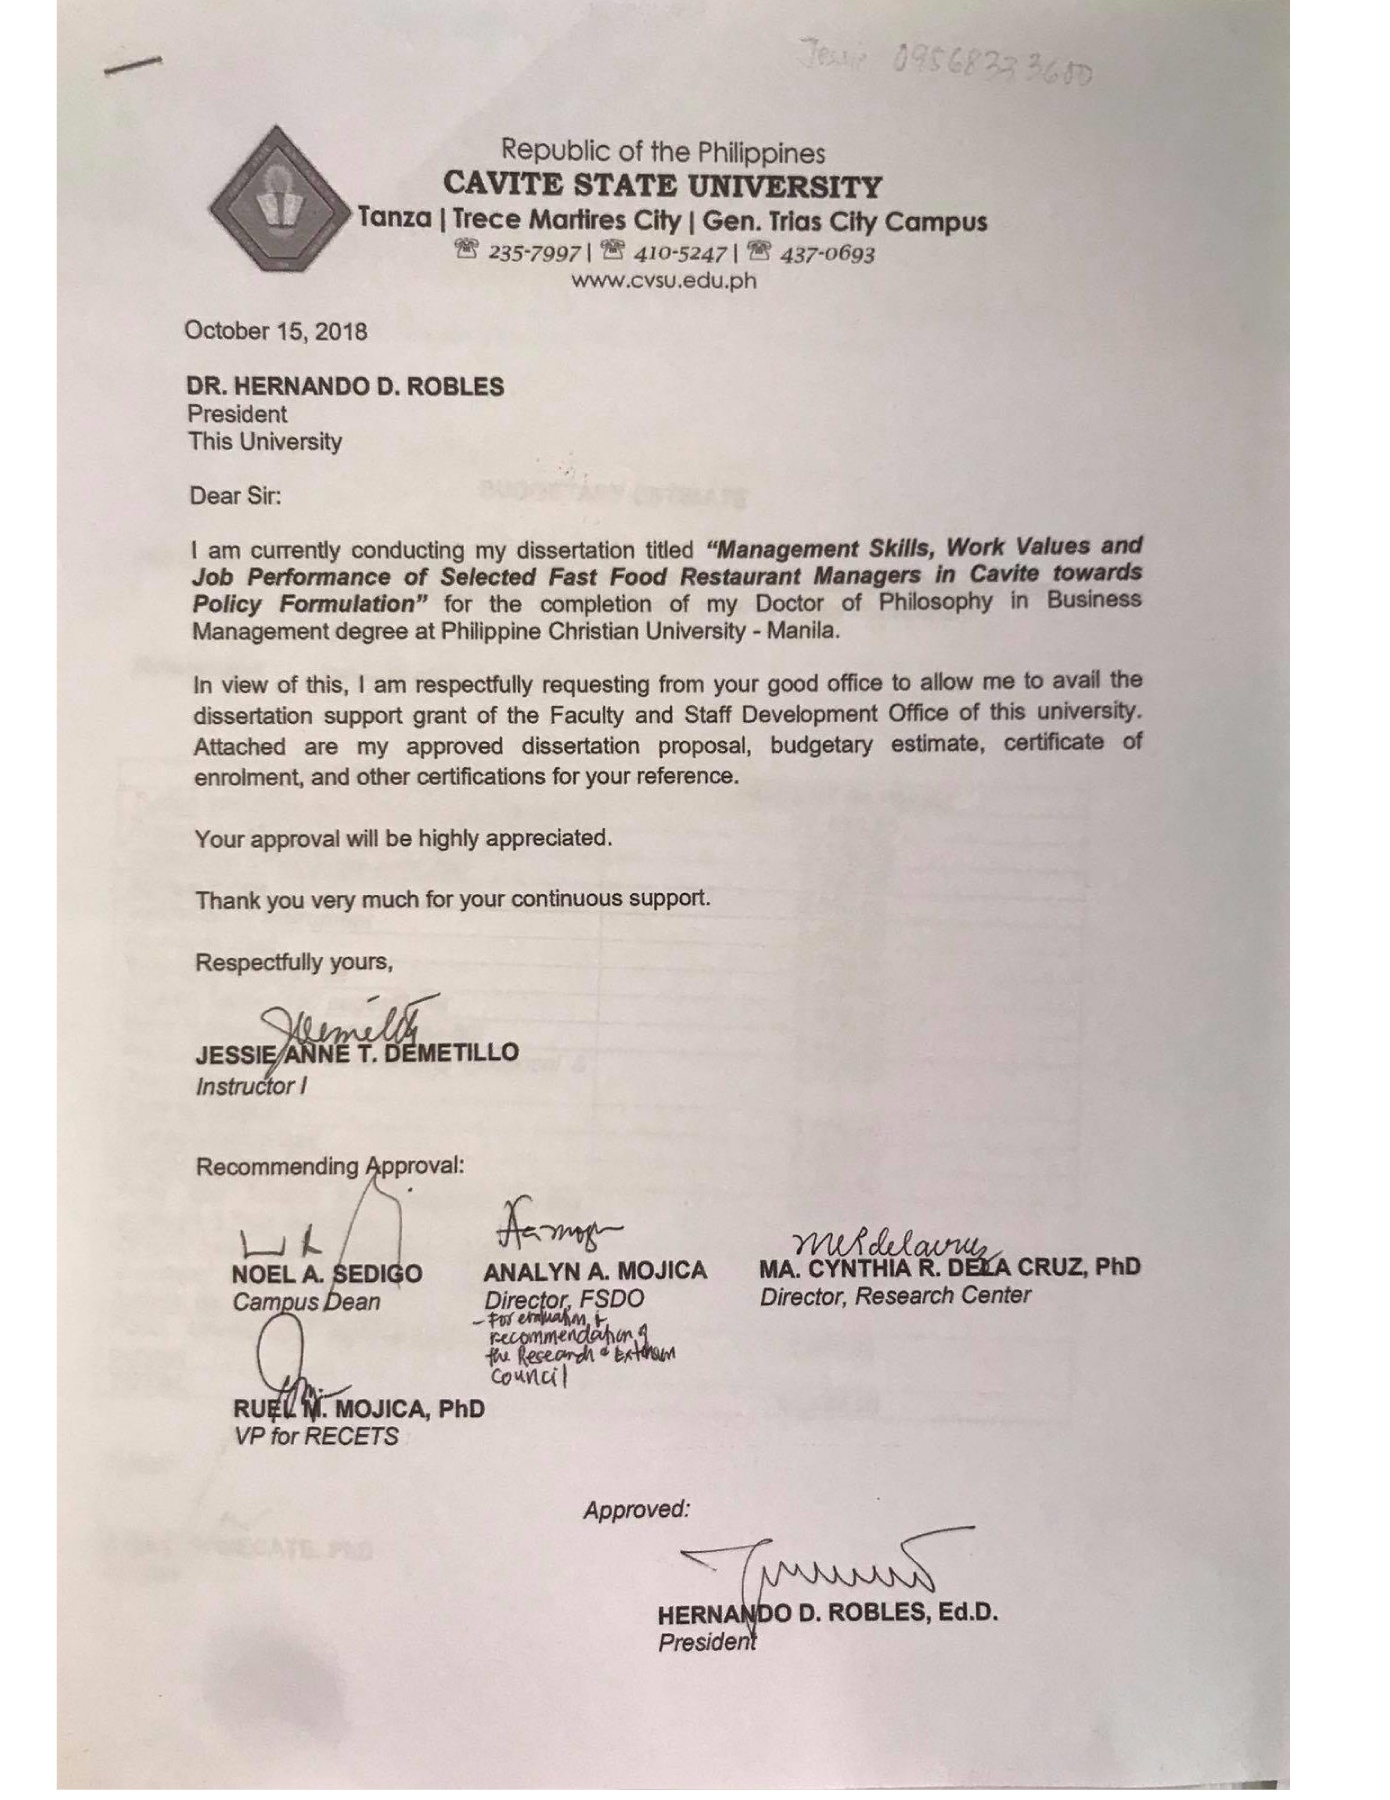 Jessie 09568333600
Republic of the Philippines
CAVITE STATE UNIVERSITY
Tanza | Trece Martires City | Gen. Trias City Campus
☏ 235-7997 | ☏ 410-5247 | ☏ 437-0693
www.cvsu.edu.ph
October 15, 2018
DR. HERNANDO D. ROBLES
President
This University
Dear Sir:
I am currently conducting my dissertation titled “Management Skills, Work Values and
Job Performance of Selected Fast Food Restaurant Managers in Cavite towards
Policy Formulation” for the completion of my Doctor of Philosophy in Business
Management degree at Philippine Christian University - Manila.
In view of this, I am respectfully requesting from your good office to allow me to avail the
dissertation support grant of the Faculty and Staff Development Office of this university.
Attached are my approved dissertation proposal, budgetary estimate, certificate of
enrolment, and other certifications for your reference.
Your approval will be highly appreciated.
Thank you very much for your continuous support.
Respectfully yours,
JESSIE ANNE T. DEMETILLO
Instructor I
Recommending Approval:
NOEL A. SEDIGO
Campus Dean
ANALYN A. MOJICA
Director, FSDO
- For evaluation &
recommendation of
the Research & Extension
Council
MA. CYNTHIA R. DELA CRUZ, PhD
Director, Research Center
RUEL M. MOJICA, PhD
VP for RECETS
Approved:
HERNANDO D. ROBLES, Ed.D.
President